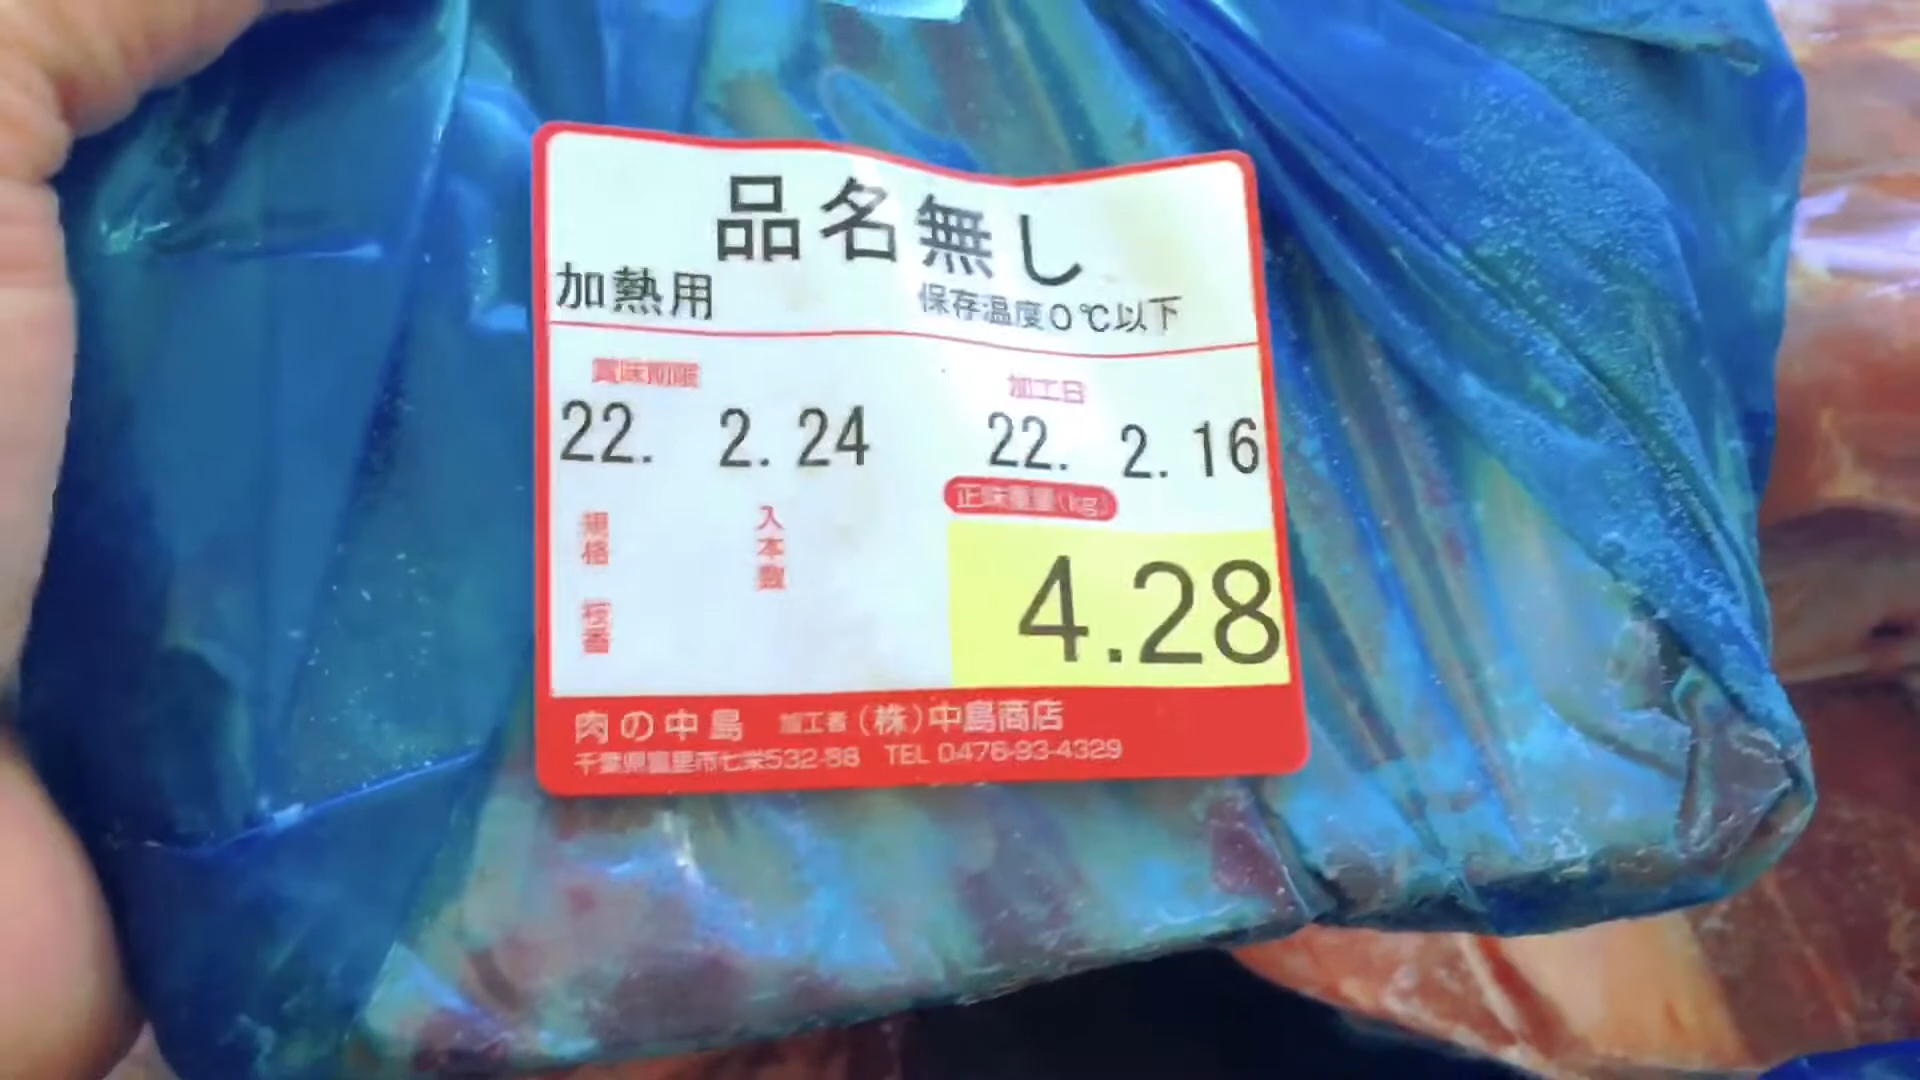 品名無し
加熱用 保存温度0℃以下
賞味期限 加工日
22. 2. 24 22. 2. 16
正味重量(kg)
規格 入本数
4.28
枝番
肉の中島 加工者 (株)中島商店
千葉県富里市七栄532-88 TEL 0476-93-4329